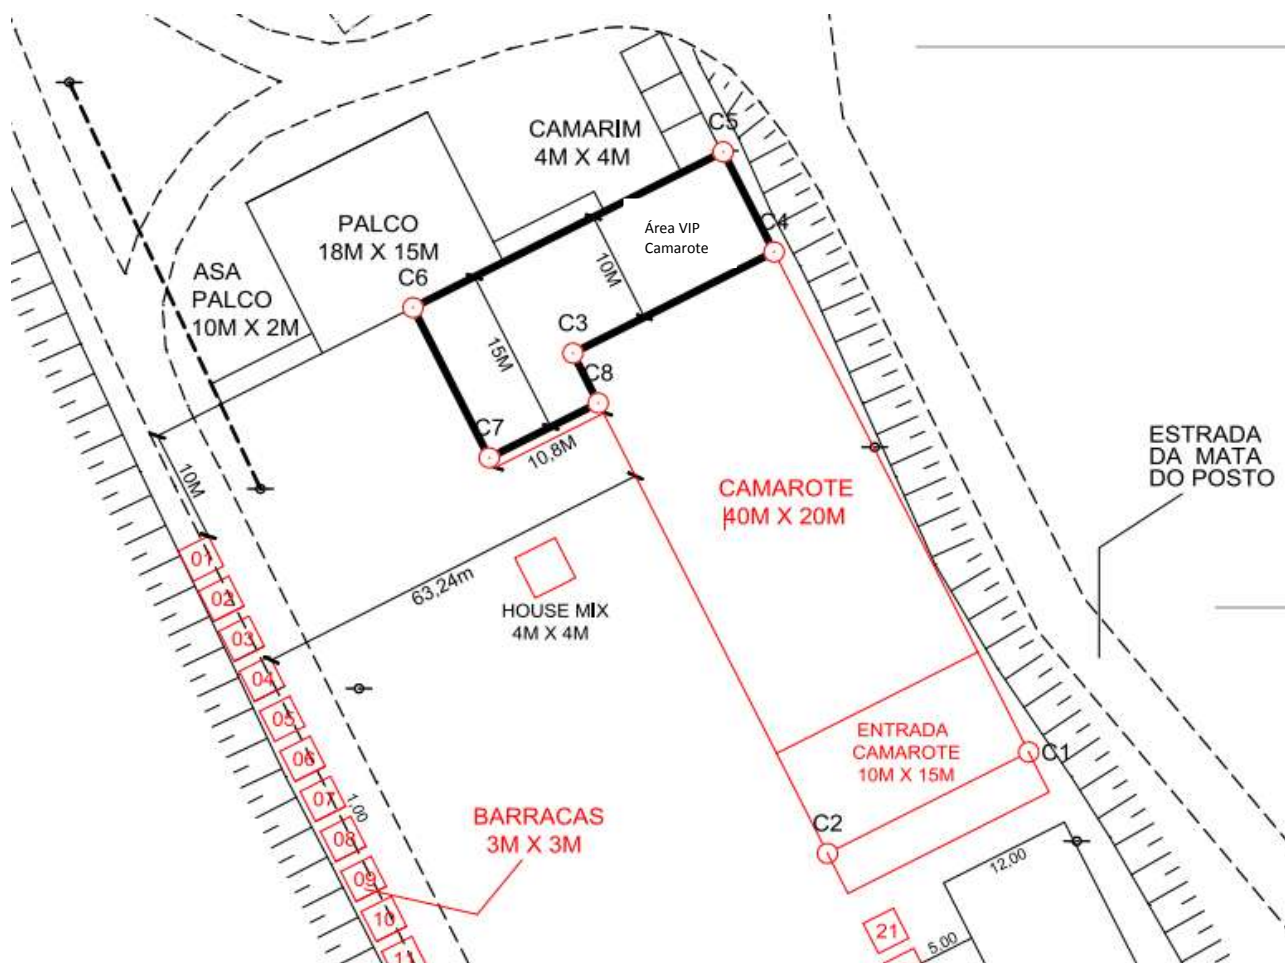 C5
CAMARIM
4M X 4M
C4
Área VIP
Camarote
PALCO
18M X 15M
C6
ASA
PALCO
10M X 2M
10M
C3
15M
C8
C7
10,8M
10M
ESTRADA
DA MATA
DO POSTO
CAMAROTE
40M X 20M
63,24m
HOUSE MIX
4M X 4M
01
02
03
04
05
06
07
08
09
10
11
1,00
ENTRADA
CAMAROTE
10M X 15M
C1
C2
BARRACAS
3M X 3M
12.00
21
5.00